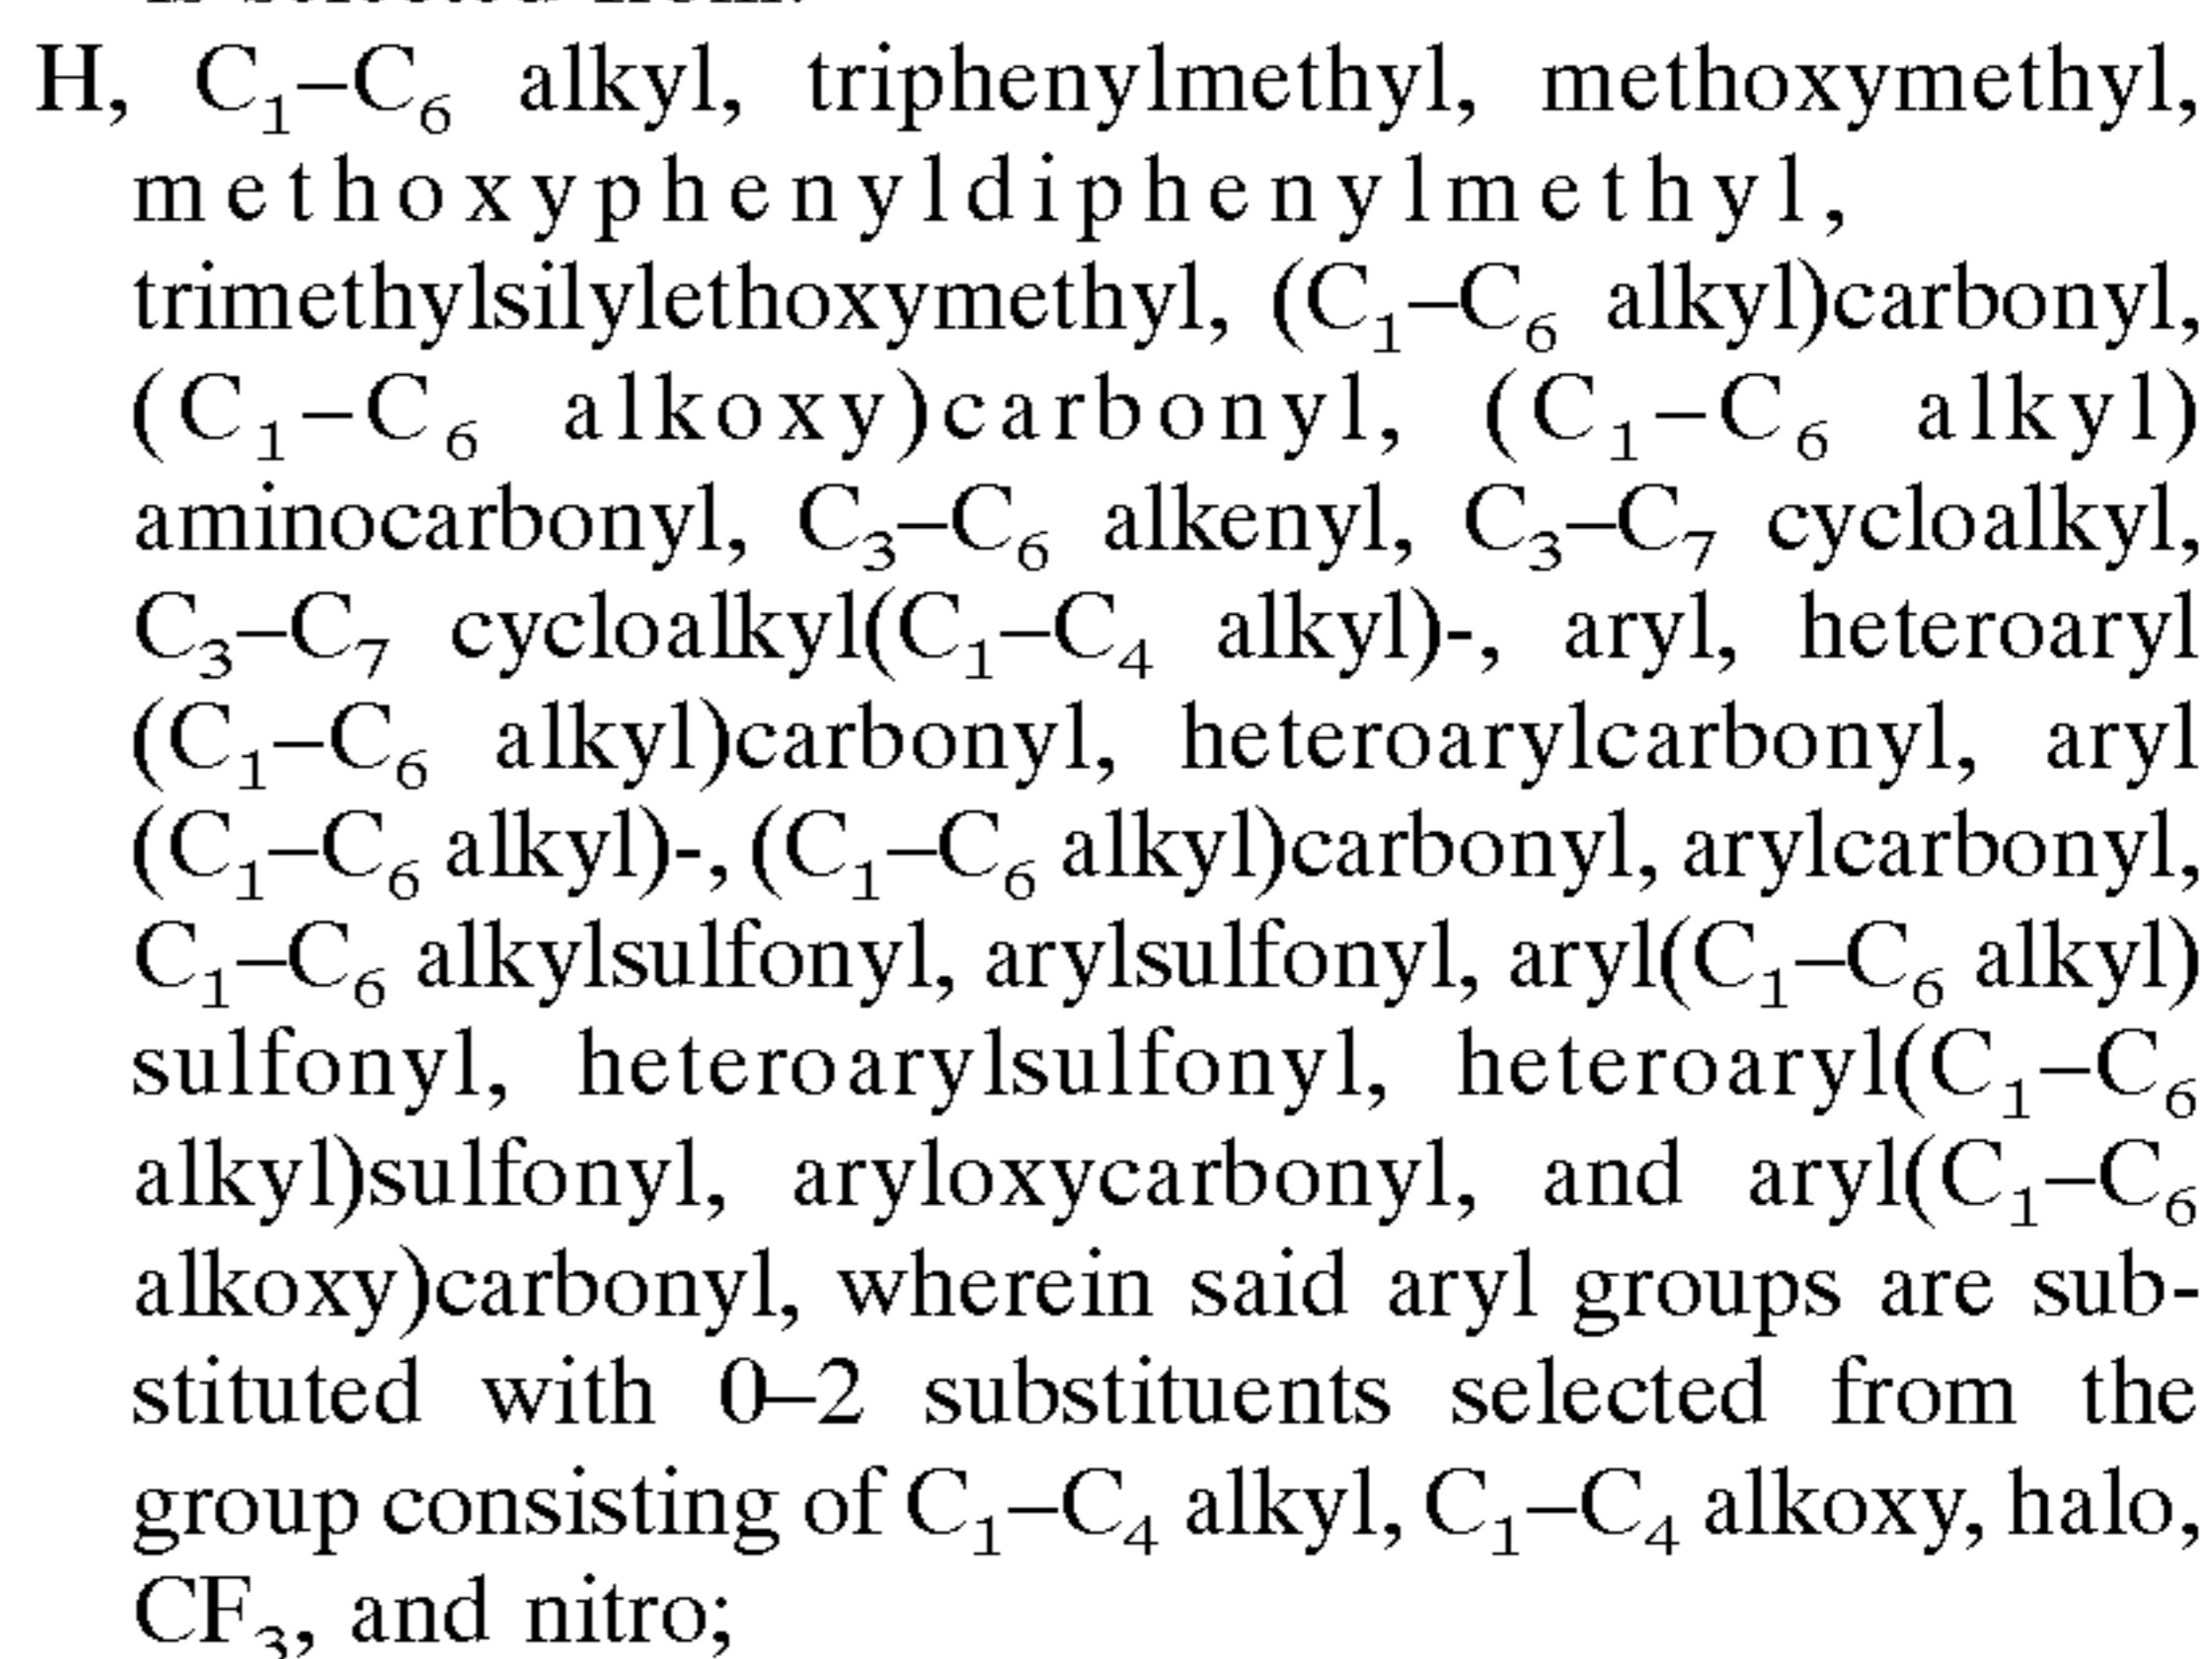 H, C₁–C₆ alkyl, triphenylmethyl, methoxymethyl,
methoxyphenyldiphenylmethyl,
trimethylsilylethoxymethyl, (C₁–C₆ alkyl)carbonyl,
(C₁–C₆ alkoxy)carbonyl, (C₁–C₆ alkyl)
aminocarbonyl, C₃–C₆ alkenyl, C₃–C₇ cycloalkyl,
C₃–C₇ cycloalkyl(C₁–C₄ alkyl)-, aryl, heteroaryl
(C₁–C₆ alkyl)carbonyl, heteroarylcarbonyl, aryl
(C₁–C₆ alkyl)-, (C₁–C₆ alkyl)carbonyl, arylcarbonyl,
C₁–C₆ alkylsulfonyl, arylsulfonyl, aryl(C₁–C₆ alkyl)
sulfonyl, heteroarylsulfonyl, heteroaryl(C₁–C₆
alkyl)sulfonyl, aryloxycarbonyl, and aryl(C₁–C₆
alkoxy)carbonyl, wherein said aryl groups are sub-
stituted with 0–2 substituents selected from the
group consisting of C₁–C₄ alkyl, C₁–C₄ alkoxy, halo,
CF₃, and nitro;